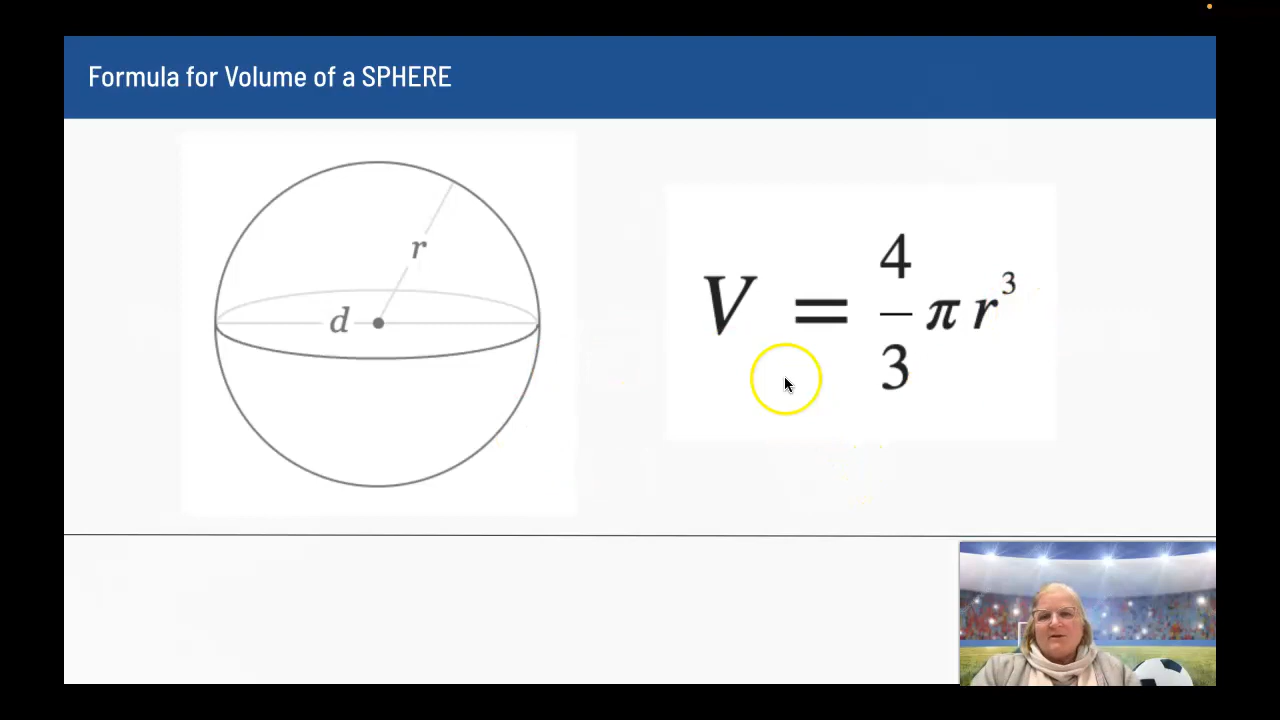 Formula for Volume of a SPHERE
r
d
V = 4/3 π r³